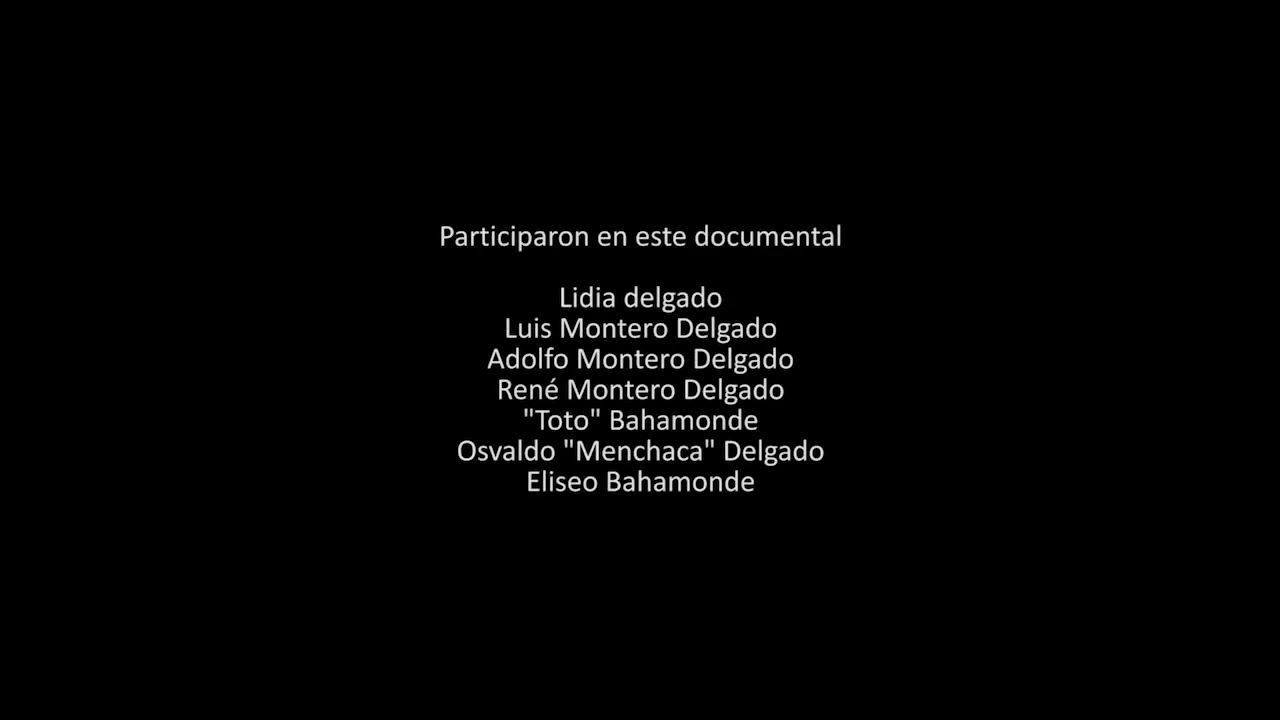 Participaron en este documental
Lidia delgado
Luis Montero Delgado
Adolfo Montero Delgado
René Montero Delgado
"Toto" Bahamonde
Osvaldo "Menchaca" Delgado
Eliseo Bahamonde